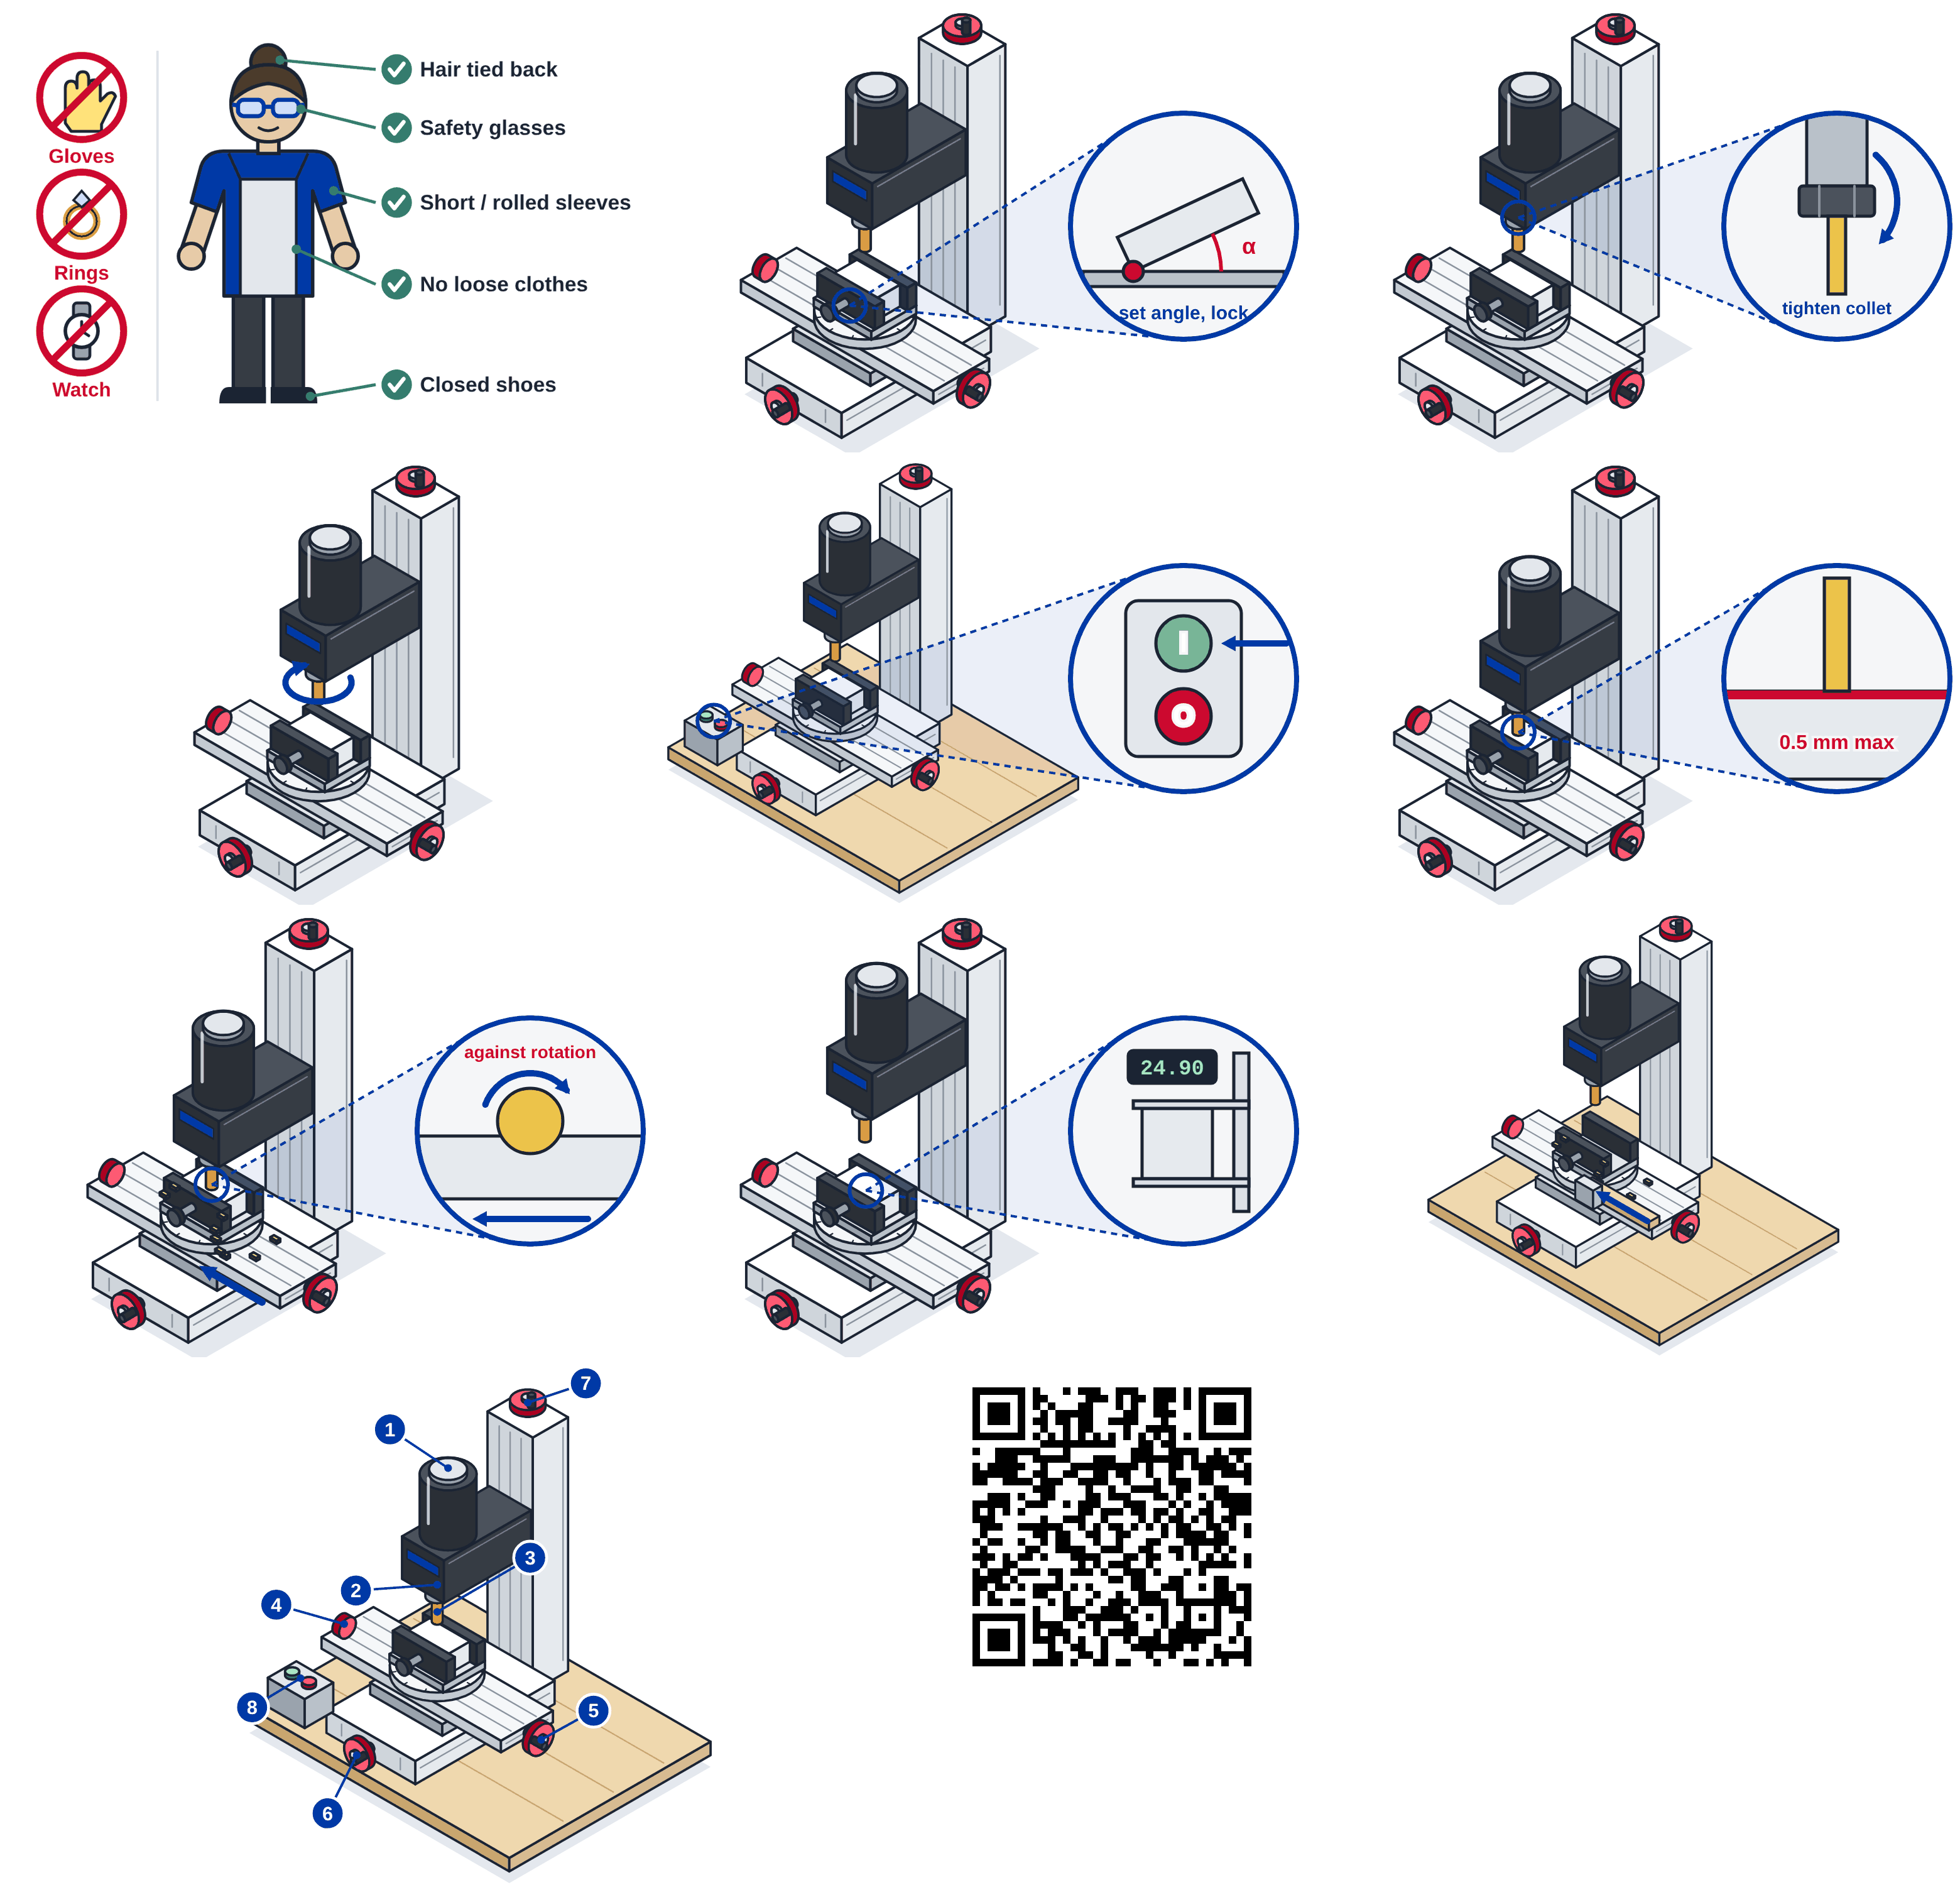 Gloves
Rings
Watch
Hair tied back
Safety glasses
Short / rolled sleeves
No loose clothes
Closed shoes
α
set angle, lock
tighten collet
I
O
0.5 mm max
against rotation
24.90
7
1
3
2
4
8
5
6